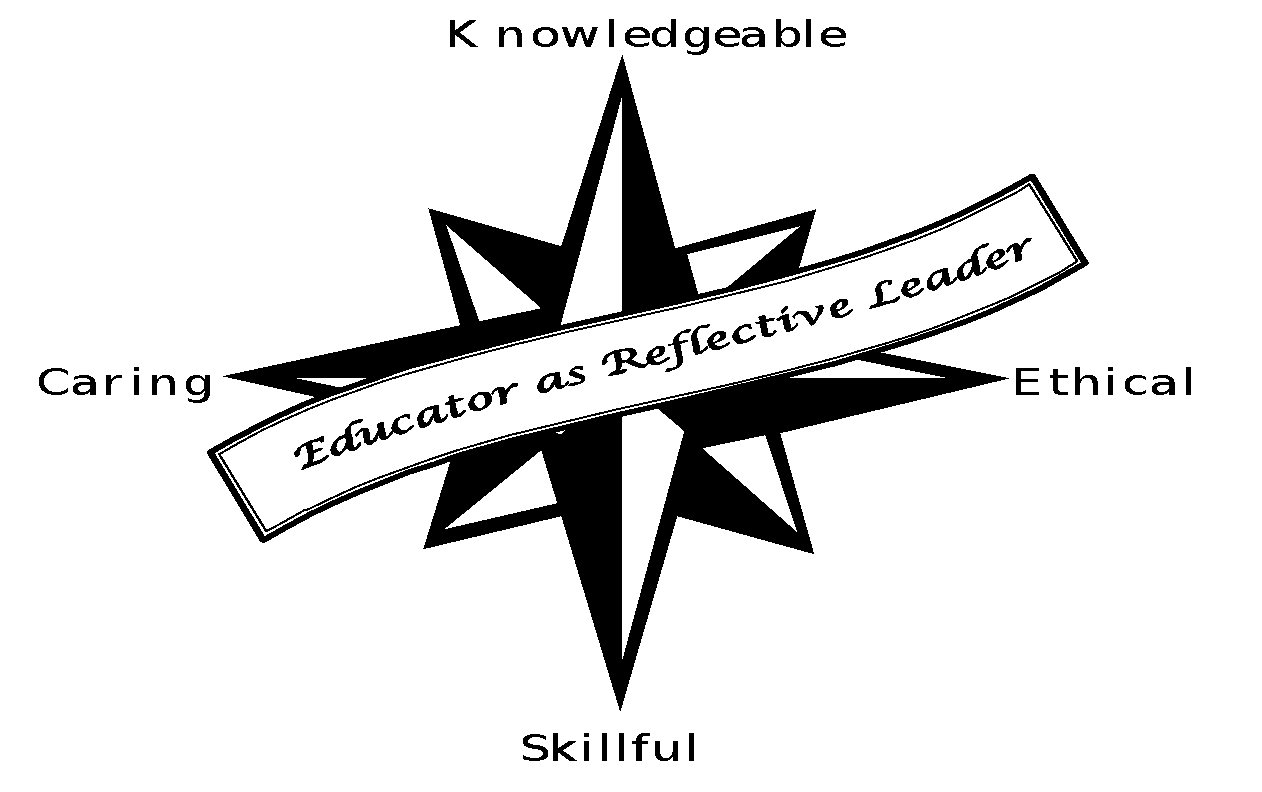 Knowledgeable
Educator as Reflective Leader
Caring
Ethical
Skillful